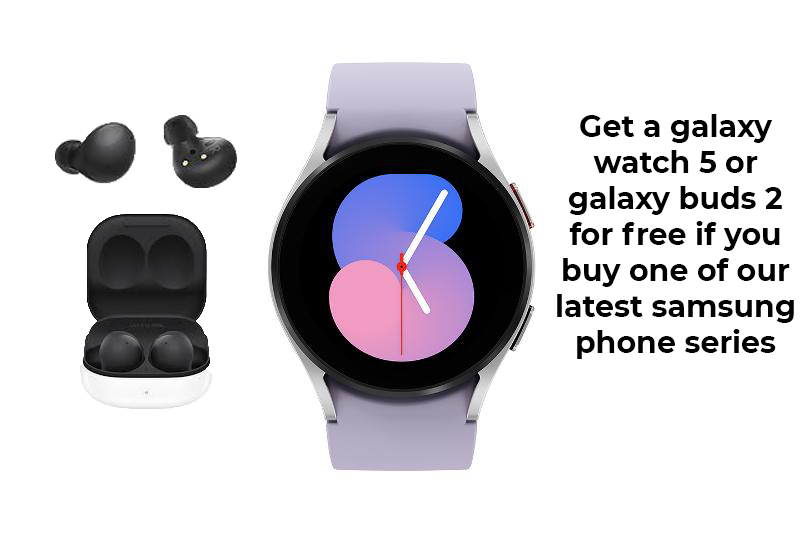 Get a galaxy
watch 5 or
galaxy buds 2
for free if you
buy one of our
latest samsung
phone series